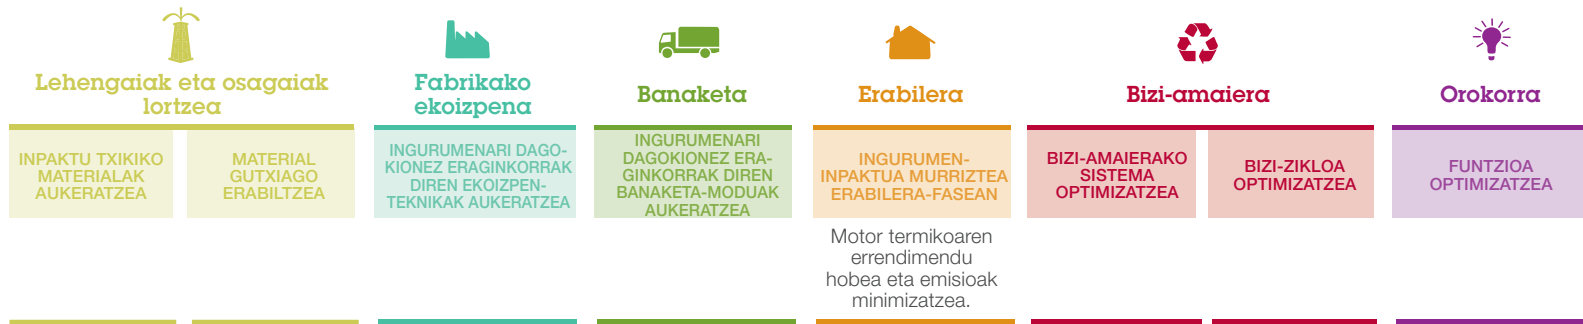 Lehengaiak eta osagaiak
lortzea
Fabrikako
ekoizpena
Banaketa
Erabilera
Bizi-amaiera
Orokorra
INPAKTU TXIKIKO
MATERIALAK
AUKERATZEA
MATERIAL
GUTXIAGO
ERABILTZEA
INGURUMENARI DAGO-
KIONEZ ERAGINKORRAK
DIREN EKOIZPEN-
TEKNIKAK AUKERATZEA
INGURUMENARI
DAGOKIONEZ ERA-
GINKORRAK DIREN
BANAKETA-MODUAK
AUKERATZEA
INGURUMEN-
INPAKTUA MURRIZTEA
ERABILERA-FASEAN
BIZI-AMAIERAKO
SISTEMA
OPTIMIZATZEA
BIZI-ZIKLOA
OPTIMIZATZEA
FUNTZIOA
OPTIMIZATZEA
Motor termikoaren
errendimendu
hobea eta emisioak
minimizatzea.